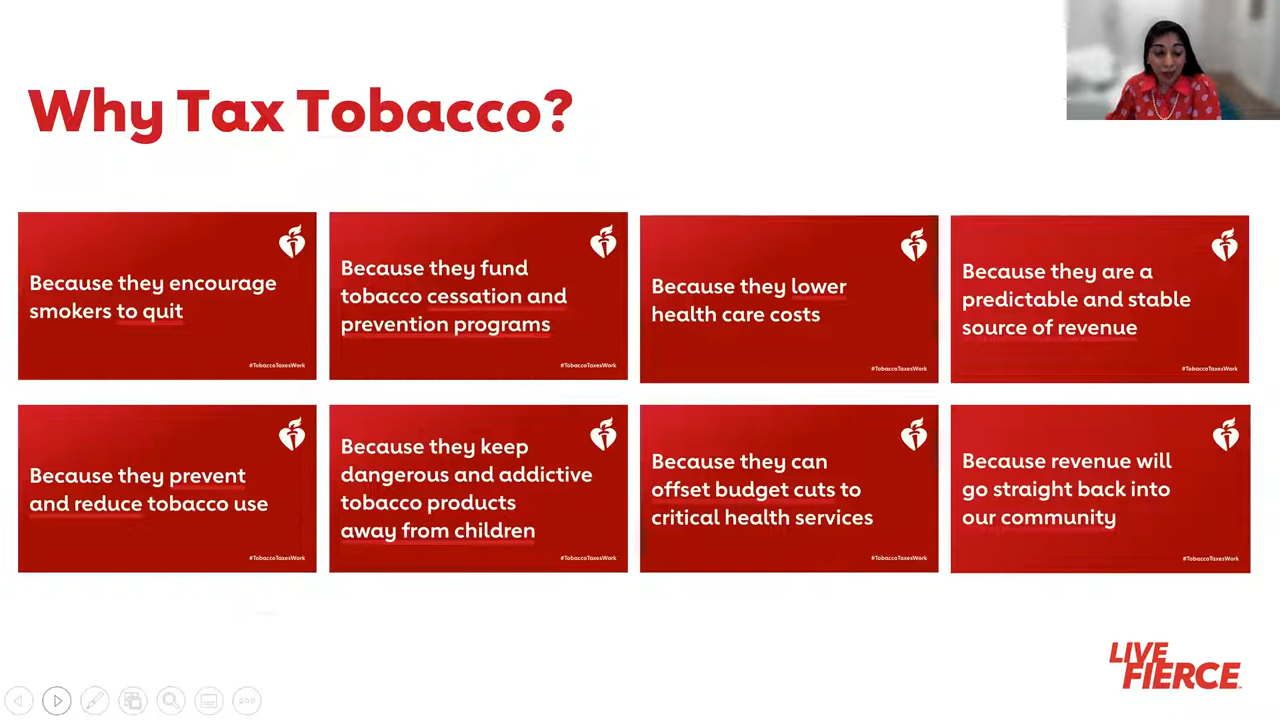 Why Tax Tobacco?
Because they encourage
smokers to quit
#TobaccoTaxesWork
Because they fund
tobacco cessation and
prevention programs
#TobaccoTaxesWork
Because they lower
health care costs
#TobaccoTaxesWork
Because they are a
predictable and stable
source of revenue
#TobaccoTaxesWork
Because they prevent
and reduce tobacco use
#TobaccoTaxesWork
Because they keep
dangerous and addictive
tobacco products
away from children
#TobaccoTaxesWork
Because they can
offset budget cuts to
critical health services
#TobaccoTaxesWork
Because revenue will
go straight back into
our community
#TobaccoTaxesWork
LIVE
FIERCE